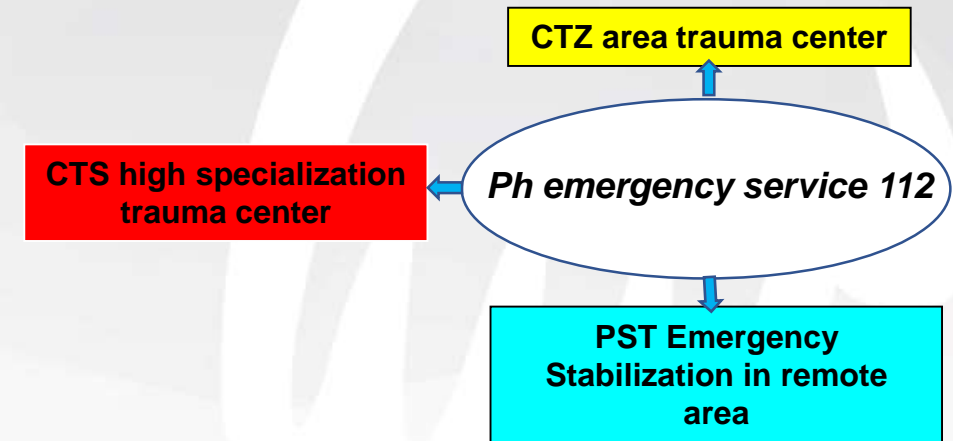 CTZ area trauma center
CTS high specialization
trauma center
Ph emergency service 112
PST Emergency
Stabilization in remote
area